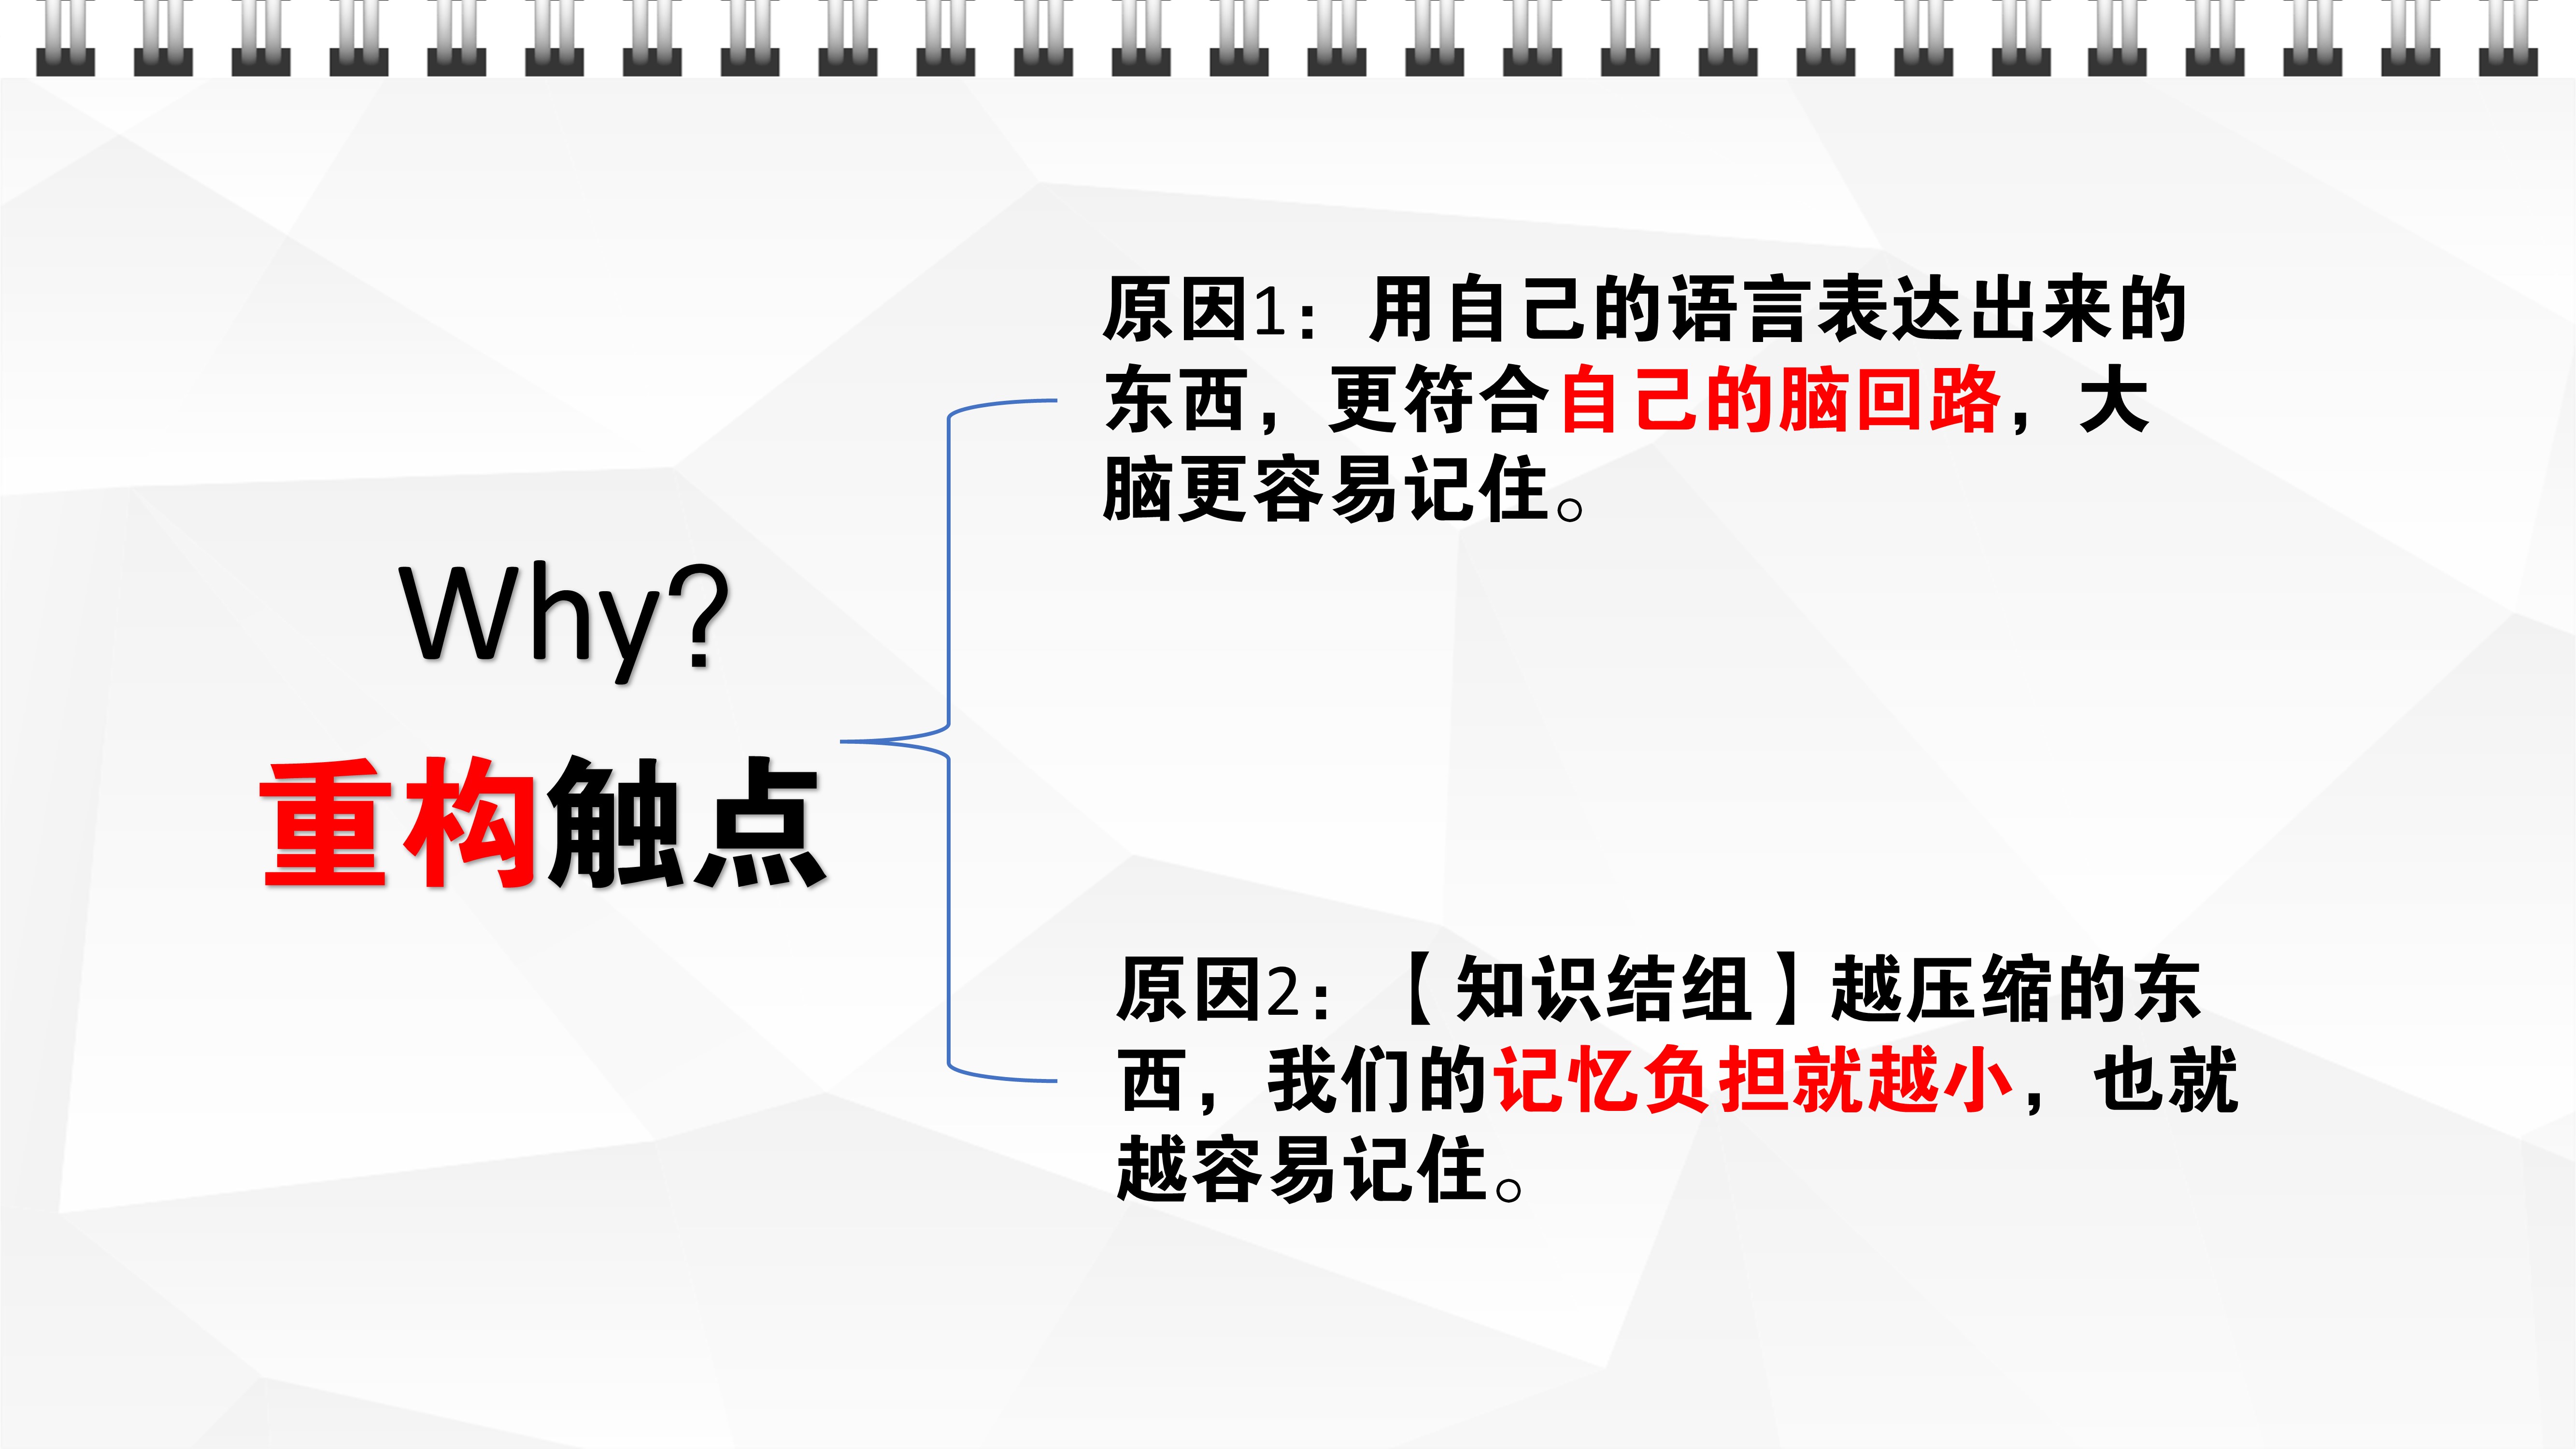 Why?
重构触点
原因1：用自己的语言表达出来的
东西，更符合自己的脑回路，大
脑更容易记住。
原因2：【知识结组】越压缩的东
西，我们的记忆负担就越小，也就
越容易记住。